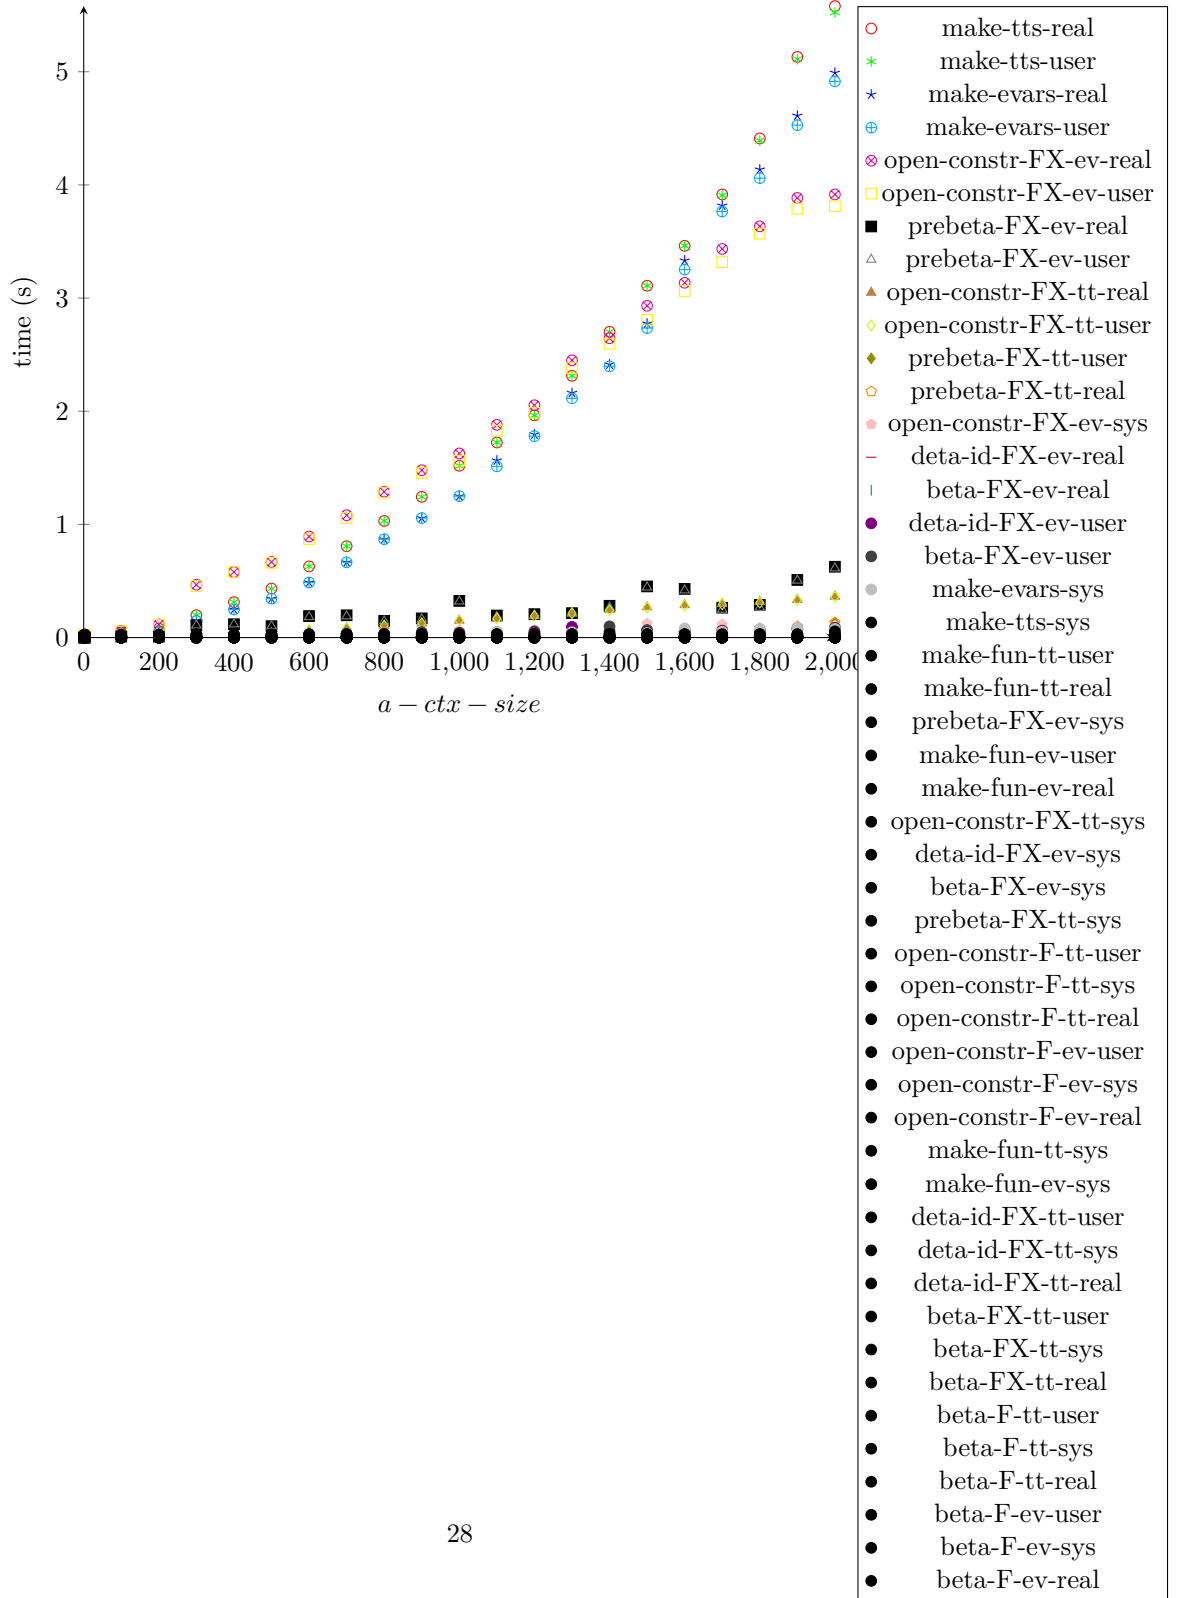 5
4
3
2
1
0
time (s)
0 200 400 600 800 1,000 1,200 1,400 1,600 1,800 2,000
a − ctx − size
make-tts-real
make-tts-user
make-evars-real
make-evars-user
open-constr-FX-ev-real
open-constr-FX-ev-user
prebeta-FX-ev-real
prebeta-FX-ev-user
open-constr-FX-tt-real
open-constr-FX-tt-user
prebeta-FX-tt-user
prebeta-FX-tt-real
open-constr-FX-ev-sys
deta-id-FX-ev-real
beta-FX-ev-real
deta-id-FX-ev-user
beta-FX-ev-user
make-evars-sys
make-tts-sys
make-fun-tt-user
make-fun-tt-real
prebeta-FX-ev-sys
make-fun-ev-user
make-fun-ev-real
open-constr-FX-tt-sys
deta-id-FX-ev-sys
beta-FX-ev-sys
prebeta-FX-tt-sys
open-constr-F-tt-user
open-constr-F-tt-sys
open-constr-F-tt-real
open-constr-F-ev-user
open-constr-F-ev-sys
open-constr-F-ev-real
make-fun-tt-sys
make-fun-ev-sys
deta-id-FX-tt-user
deta-id-FX-tt-sys
deta-id-FX-tt-real
beta-FX-tt-user
beta-FX-tt-sys
beta-FX-tt-real
beta-F-tt-user
beta-F-tt-sys
beta-F-tt-real
beta-F-ev-user
beta-F-ev-sys
beta-F-ev-real
28